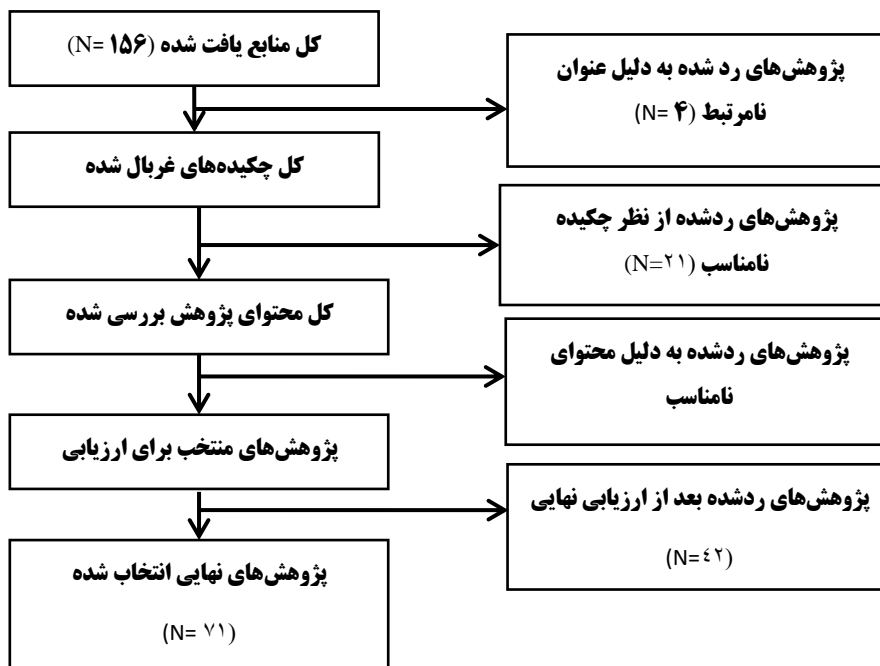 کل منابع یافت شده (N= ۱۵۶)
پژوهش‌های رد شده به دلیل عنوان
نامرتبط (N= ۴)
کل چکیده‌های غربال شده
پژوهش‌های ردشده از نظر چکیده
نامناسب (N=۲۱)
کل محتوای پژوهش بررسی شده
پژوهش‌های ردشده به دلیل محتوای
نامناسب
پژوهش‌های منتخب برای ارزیابی
پژوهش‌های ردشده بعد از ارزیابی نهایی
(N=٤٢)
پژوهش‌های نهایی انتخاب شده
(N= ۷۱)